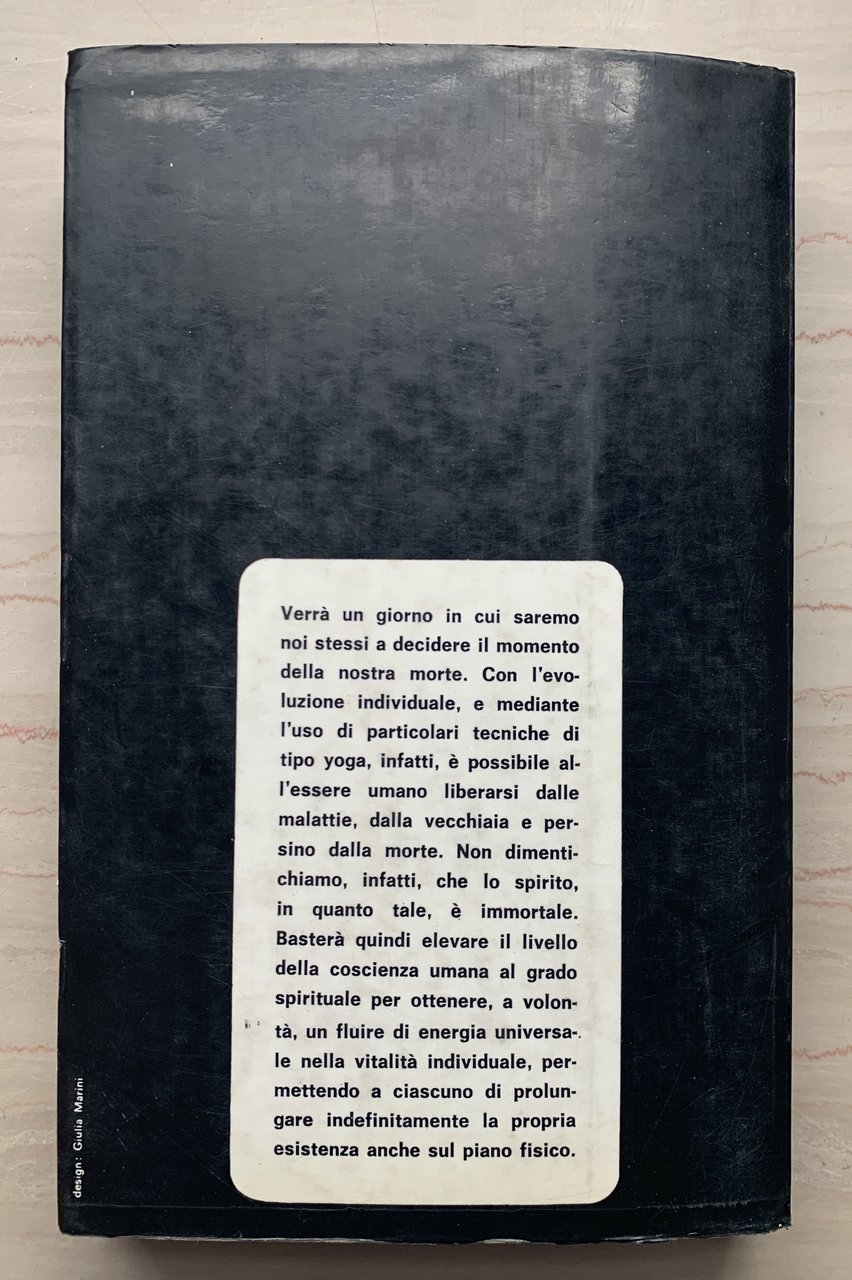 Verrà un giorno in cui saremo
noi stessi a decidere il momento
della nostra morte. Con l'evo-
luzione individuale, e mediante
l'uso di particolari tecniche di
tipo yoga, infatti, è possibile al-
l'essere umano liberarsi dalle
malattie, dalla vecchiaia e per-
sino dalla morte. Non dimenti-
chiamo, infatti, che lo spirito,
in quanto tale, è immortale.
Basterà quindi elevare il livello
della coscienza umana al grado
spirituale per ottenere, a volon-
tà, un fluire di energia universa-
le nella vitalità individuale, per-
mettendo a ciascuno di prolun-
gare indefinitamente la propria
esistenza anche sul piano fisico.
design: Giulia Marini